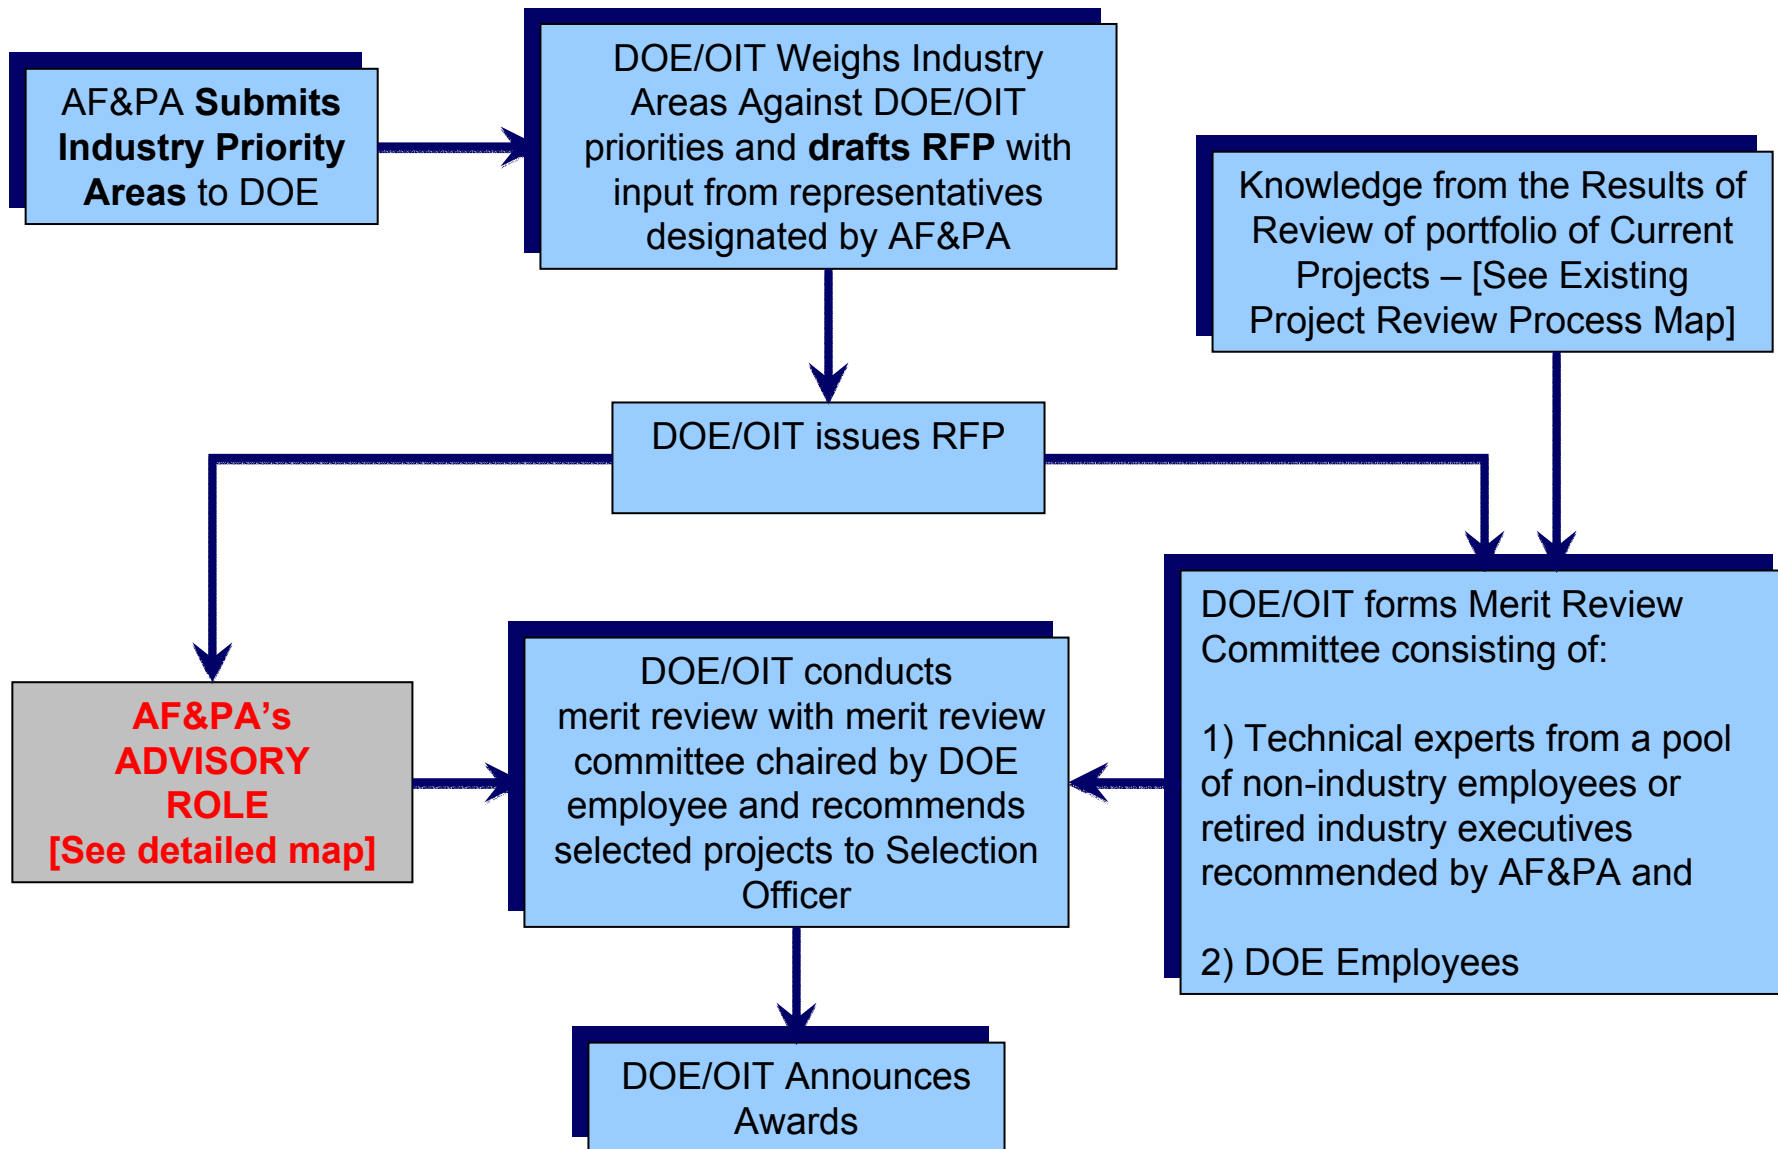 AF&PA Submits
Industry Priority
Areas to DOE
DOE/OIT Weighs Industry
Areas Against DOE/OIT
priorities and drafts RFP with
input from representatives
designated by AF&PA
Knowledge from the Results of
Review of portfolio of Current
Projects – [See Existing
Project Review Process Map]
DOE/OIT issues RFP
AF&PA’s
ADVISORY
ROLE
[See detailed map]
DOE/OIT conducts
merit review with merit review
committee chaired by DOE
employee and recommends
selected projects to Selection
Officer
DOE/OIT forms Merit Review
Committee consisting of:
1) Technical experts from a pool
of non-industry employees or
retired industry executives
recommended by AF&PA and
2) DOE Employees
DOE/OIT Announces
Awards